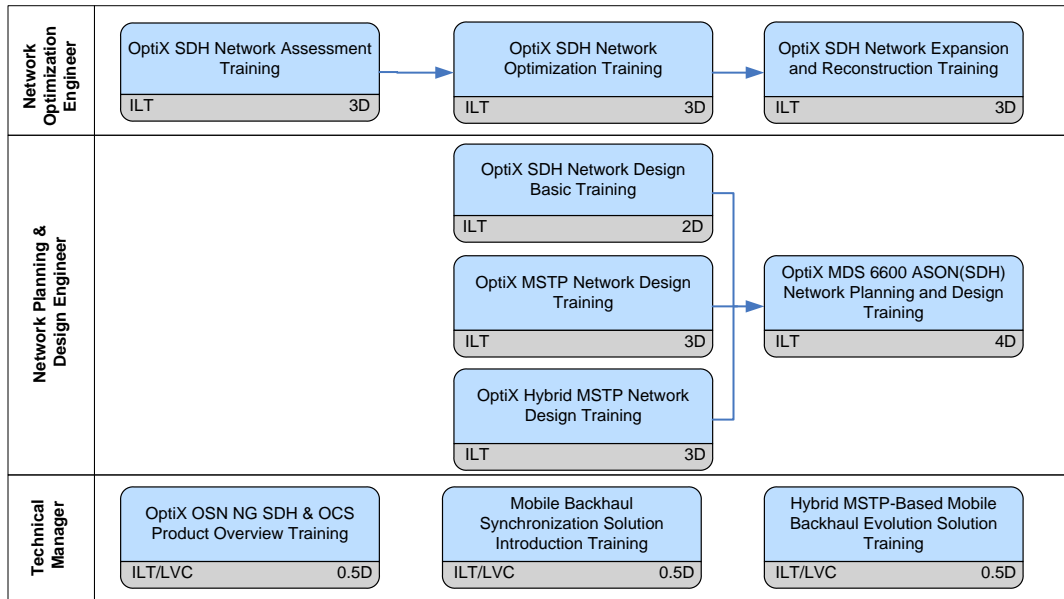 Network
Optimization
Engineer
OptiX SDH Network Assessment
Training
ILT 3D
OptiX SDH Network
Optimization Training
ILT 3D
OptiX SDH Network Expansion
and Reconstruction Training
ILT 3D
Network Planning &
Design Engineer
OptiX SDH Network Design
Basic Training
ILT 2D
OptiX MSTP Network Design
Training
ILT 3D
OptiX Hybrid MSTP Network
Design Training
ILT 3D
OptiX MDS 6600 ASON(SDH)
Network Planning and Design
Training
ILT 4D
Technical
Manager
OptiX OSN NG SDH & OCS
Product Overview Training
ILT/LVC 0.5D
Mobile Backhaul
Synchronization Solution
Introduction Training
ILT/LVC 0.5D
Hybrid MSTP-Based Mobile
Backhaul Evolution Solution
Training
ILT/LVC 0.5D